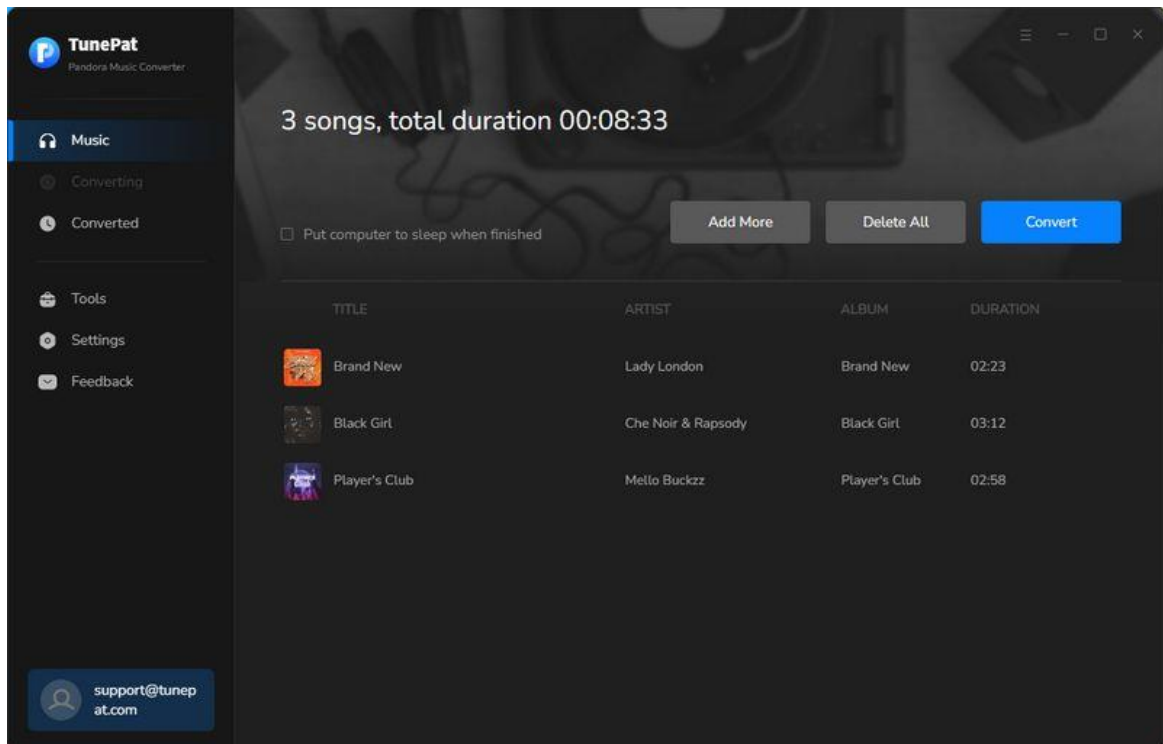 TunePat
Pandora Music Converter
Music
Converting
Converted
Tools
Settings
Feedback
support@tunep
at.com
3 songs, total duration 00:08:33
Put computer to sleep when finished
Add More
Delete All
Convert
TITLE ARTIST ALBUM DURATION
Brand New Lady London Brand New 02:23
Black Girl Che Noir & Rapsody Black Girl 03:12
Player's Club Mello Buckzz Player's Club 02:58